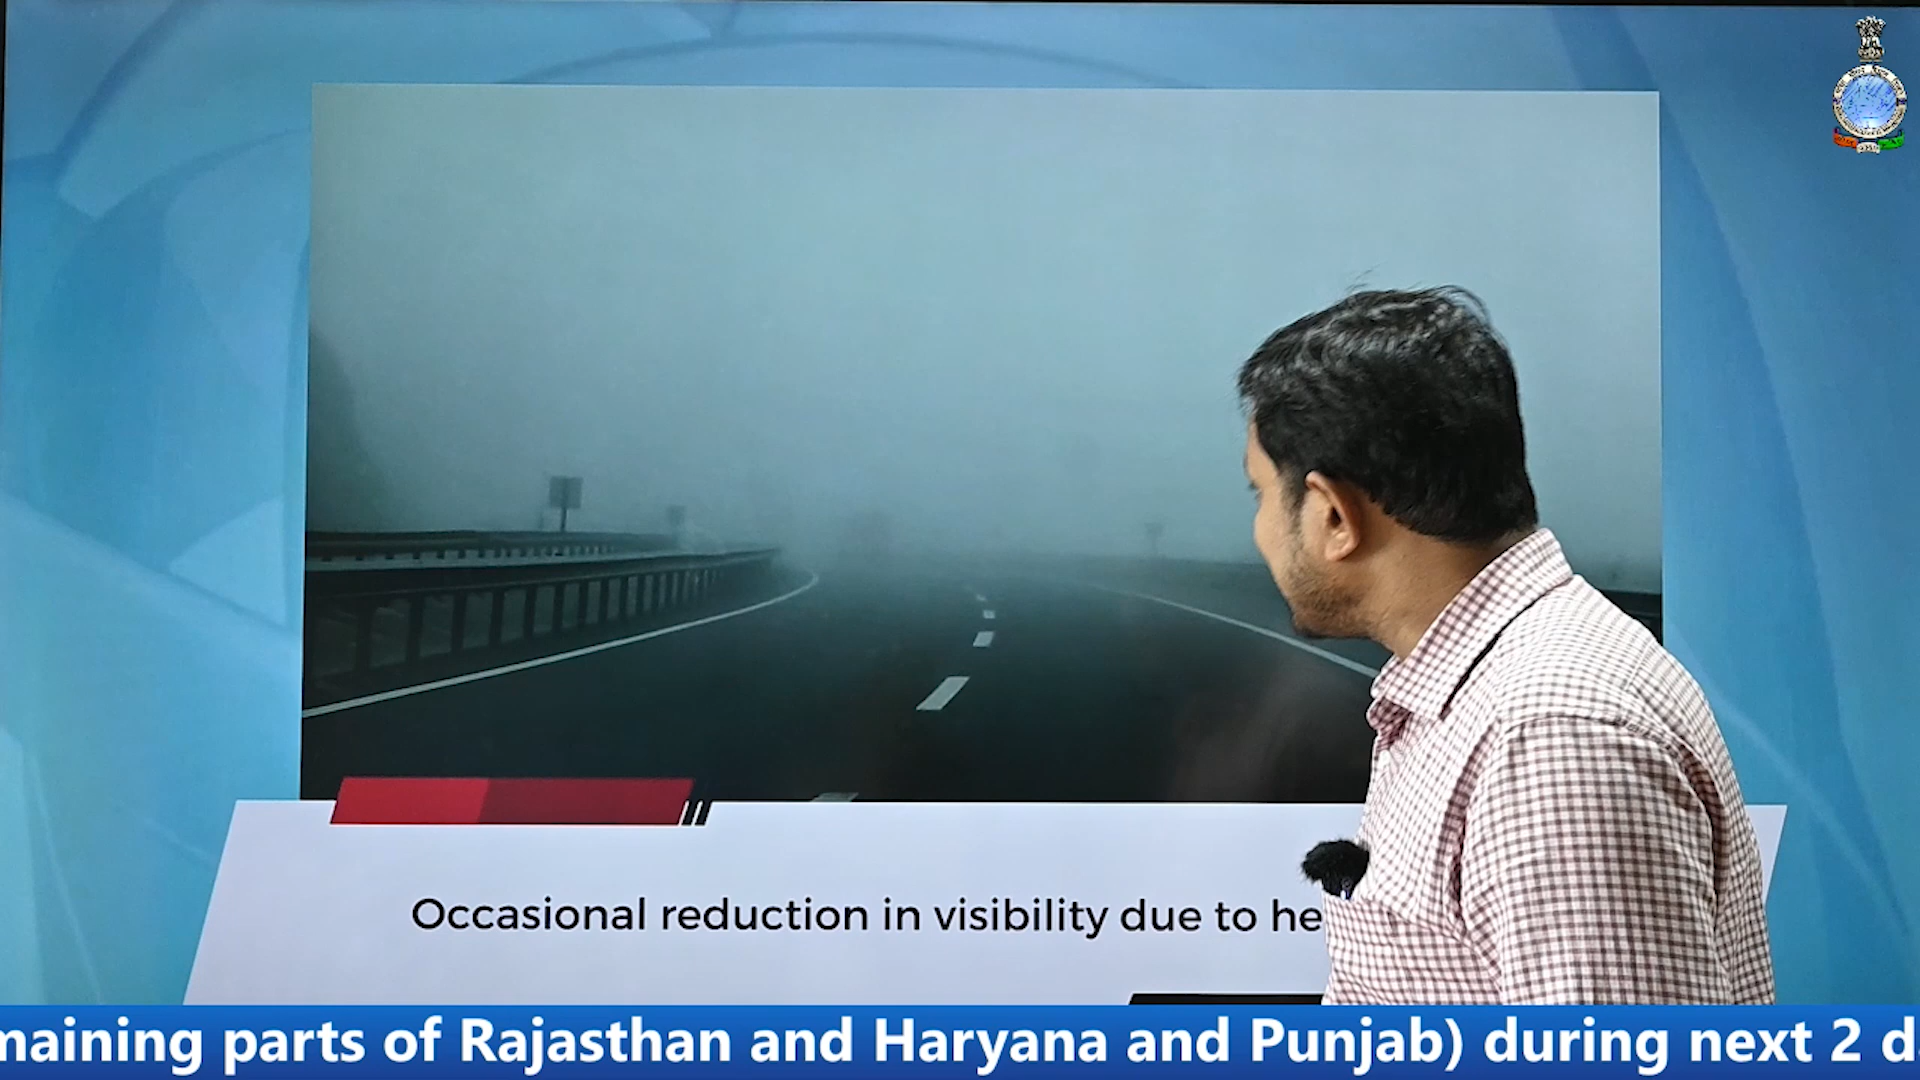 Occasional reduction in visibility due to he
maining parts of Rajasthan and Haryana and Punjab) during next 2 d